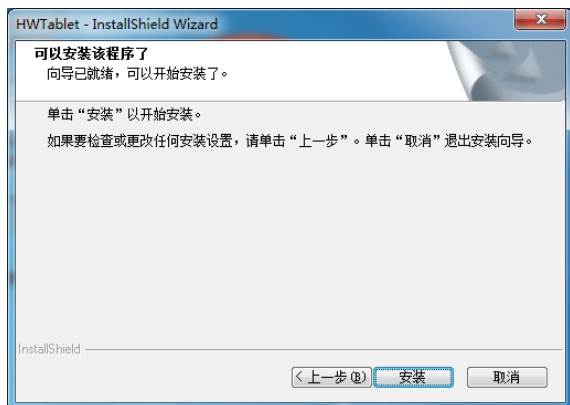 HWTablet - InstallShield Wizard
可以安装该程序了
向导已就绪，可以开始安装了。
单击“安装”以开始安装。
如果要检查或更改任何安装设置，请单击“上一步”。单击“取消”退出安装向导。
InstallShield
< 上一步(B) 安装 取消